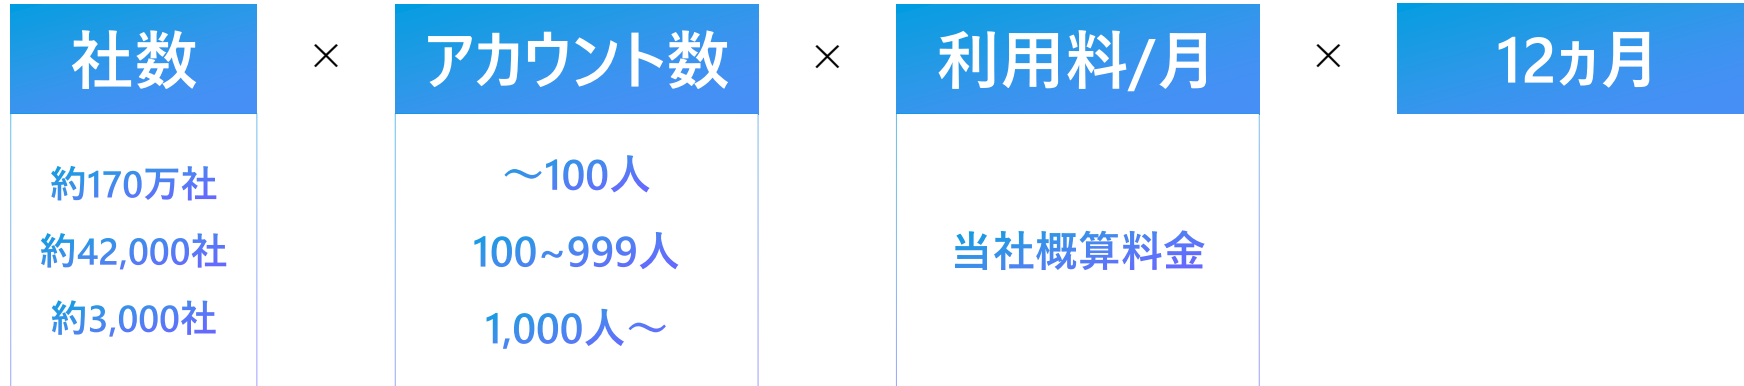 社数 × アカウント数 × 利用料/月 × 12ヵ月
約170万社
約42,000社
約3,000社
～100人
100~999人
1,000人～
当社概算料金